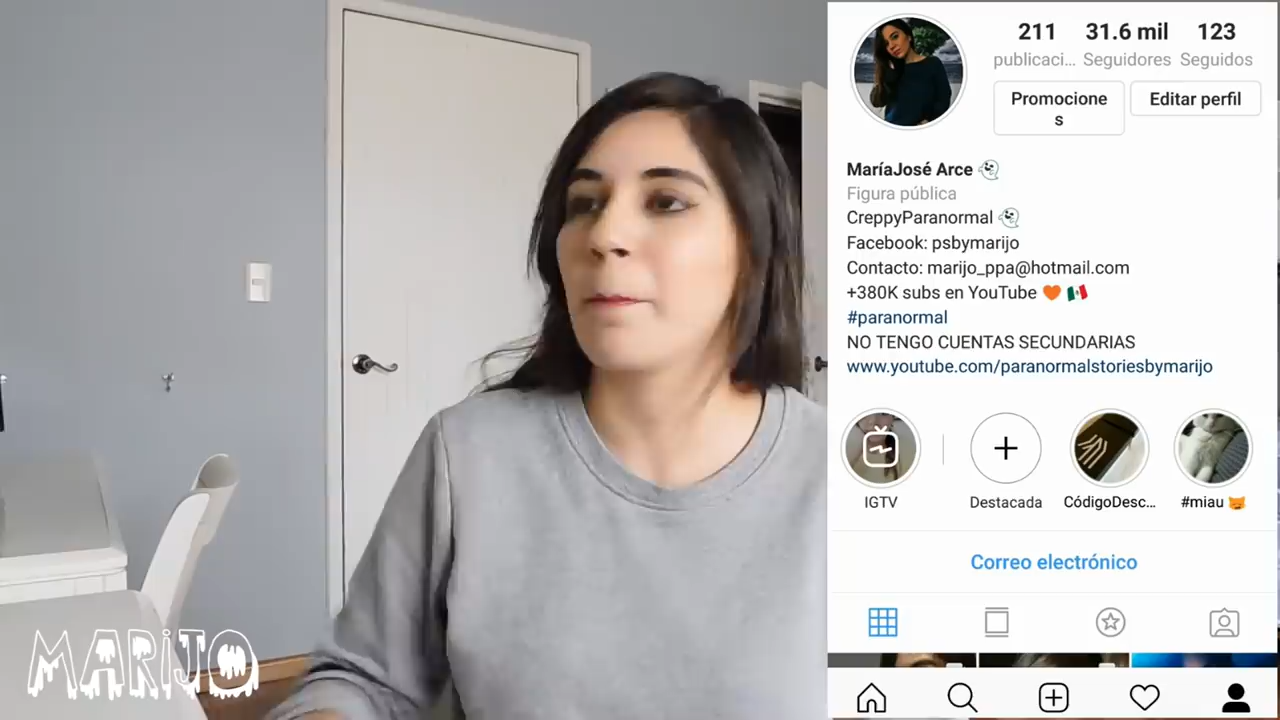 211 31.6 mil 123
publicaci... Seguidores Seguidos
Promocione
s
Editar perfil
MaríaJosé Arce 👻
Figura pública
CreppyParanormal 👻
Facebook: psbymarijo
Contacto: marijo_ppa@hotmail.com
+380K subs en YouTube 🧡 🇲🇽
#paranormal
NO TENGO CUENTAS SECUNDARIAS
www.youtube.com/paranormalstoriesbymarijo
IGTV Destacada CódigoDesc... #miau 😼
Correo electrónico
MARiJO